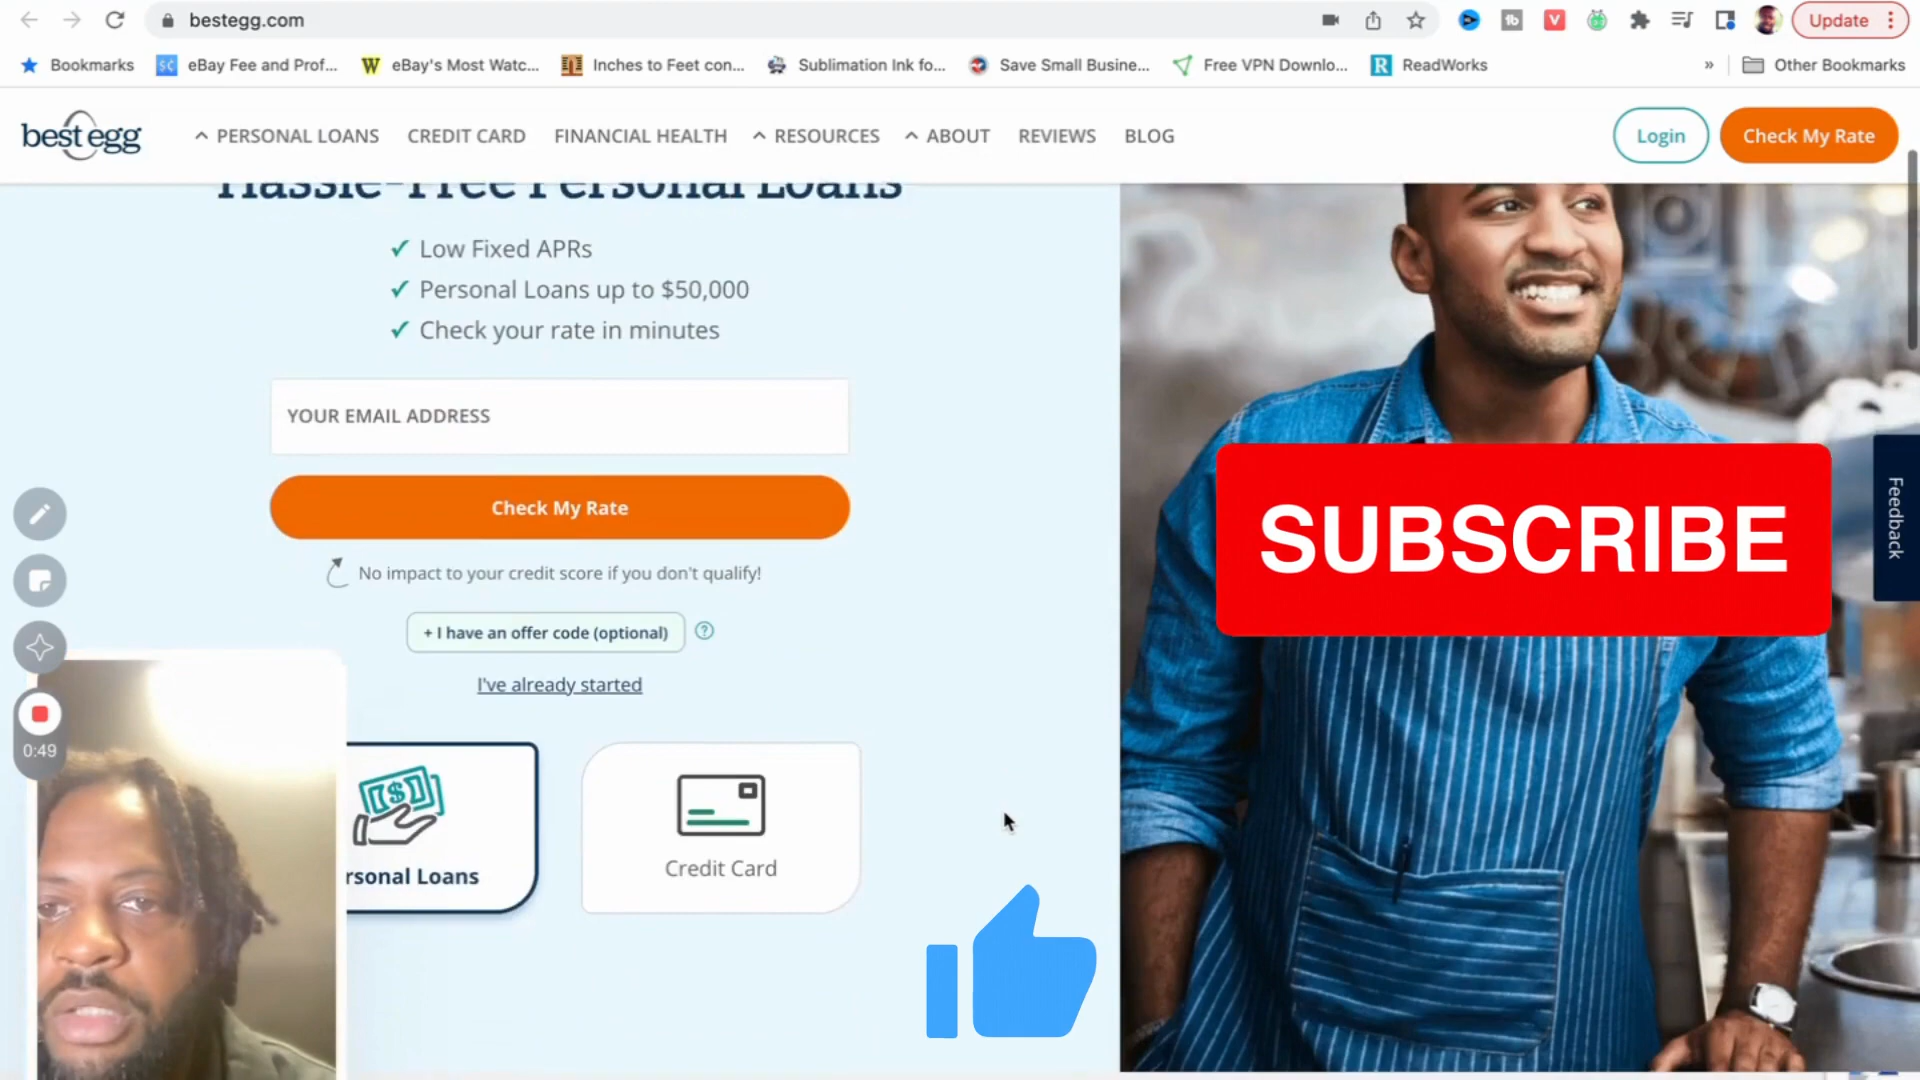 bestegg.com
Update
Bookmarks
eBay Fee and Prof...
eBay's Most Watc...
Inches to Feet con...
Sublimation Ink fo...
Save Small Busine...
Free VPN Downlo...
ReadWorks
»
Other Bookmarks
best egg
PERSONAL LOANS
CREDIT CARD
FINANCIAL HEALTH
RESOURCES
ABOUT
REVIEWS
BLOG
Login
Check My Rate
Hassle-Free Personal Loans
✓ Low Fixed APRs
✓ Personal Loans up to $50,000
✓ Check your rate in minutes
YOUR EMAIL ADDRESS
Check My Rate
No impact to your credit score if you don't qualify!
+ I have an offer code (optional) ?
I've already started
rsonal Loans
Credit Card
SUBSCRIBE
Feedback
0:49